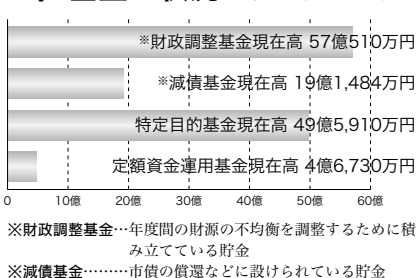 ※財政調整基金現在高 57億510万円
※減債基金現在高 19億1,484万円
特定目的基金現在高 49億5,910万円
定額資金運用基金現在高 4億6,730万円
0 10億 20億 30億 40億 50億 60億
※財政調整基金…年度間の財源の不均衡を調整するために積
み立てている貯金
※減債基金………市債の償還などに設けられている貯金